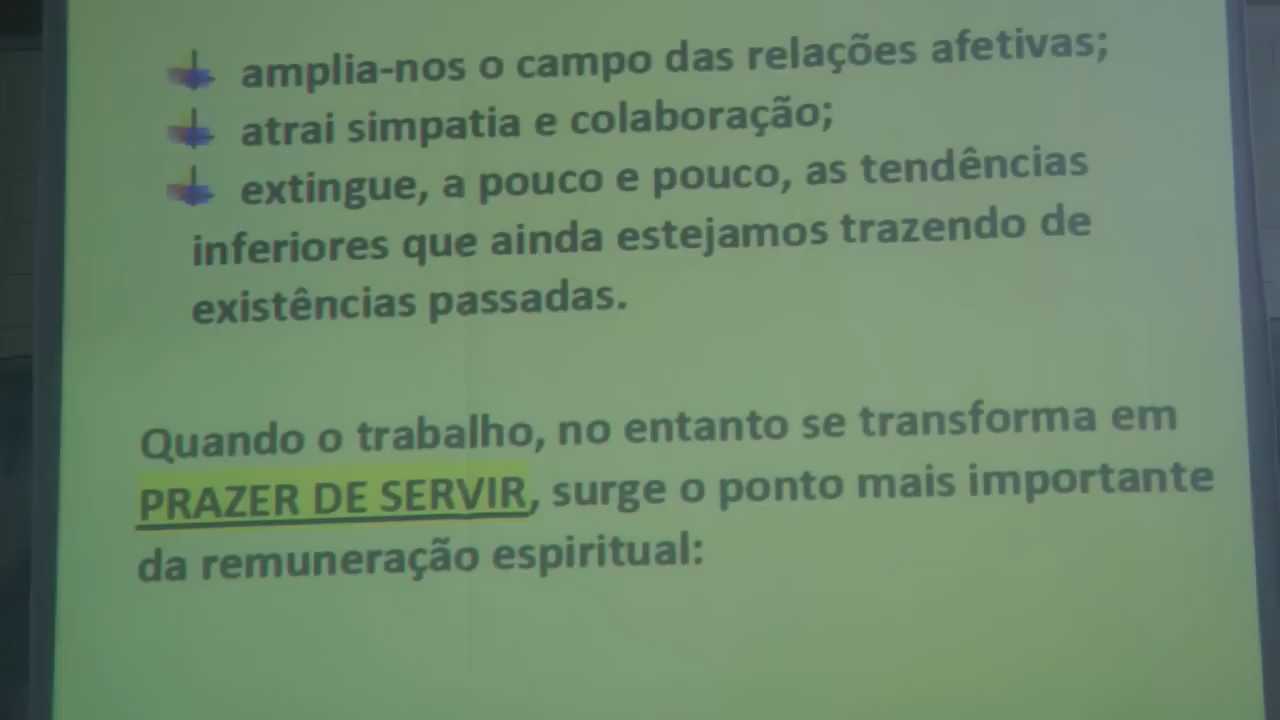 amplia-nos o campo das relações afetivas;
atrai simpatia e colaboração;
extingue, a pouco e pouco, as tendências
inferiores que ainda estejamos trazendo de
existências passadas.
Quando o trabalho, no entanto se transforma em
PRAZER DE SERVIR, surge o ponto mais importante
da remuneração espiritual: